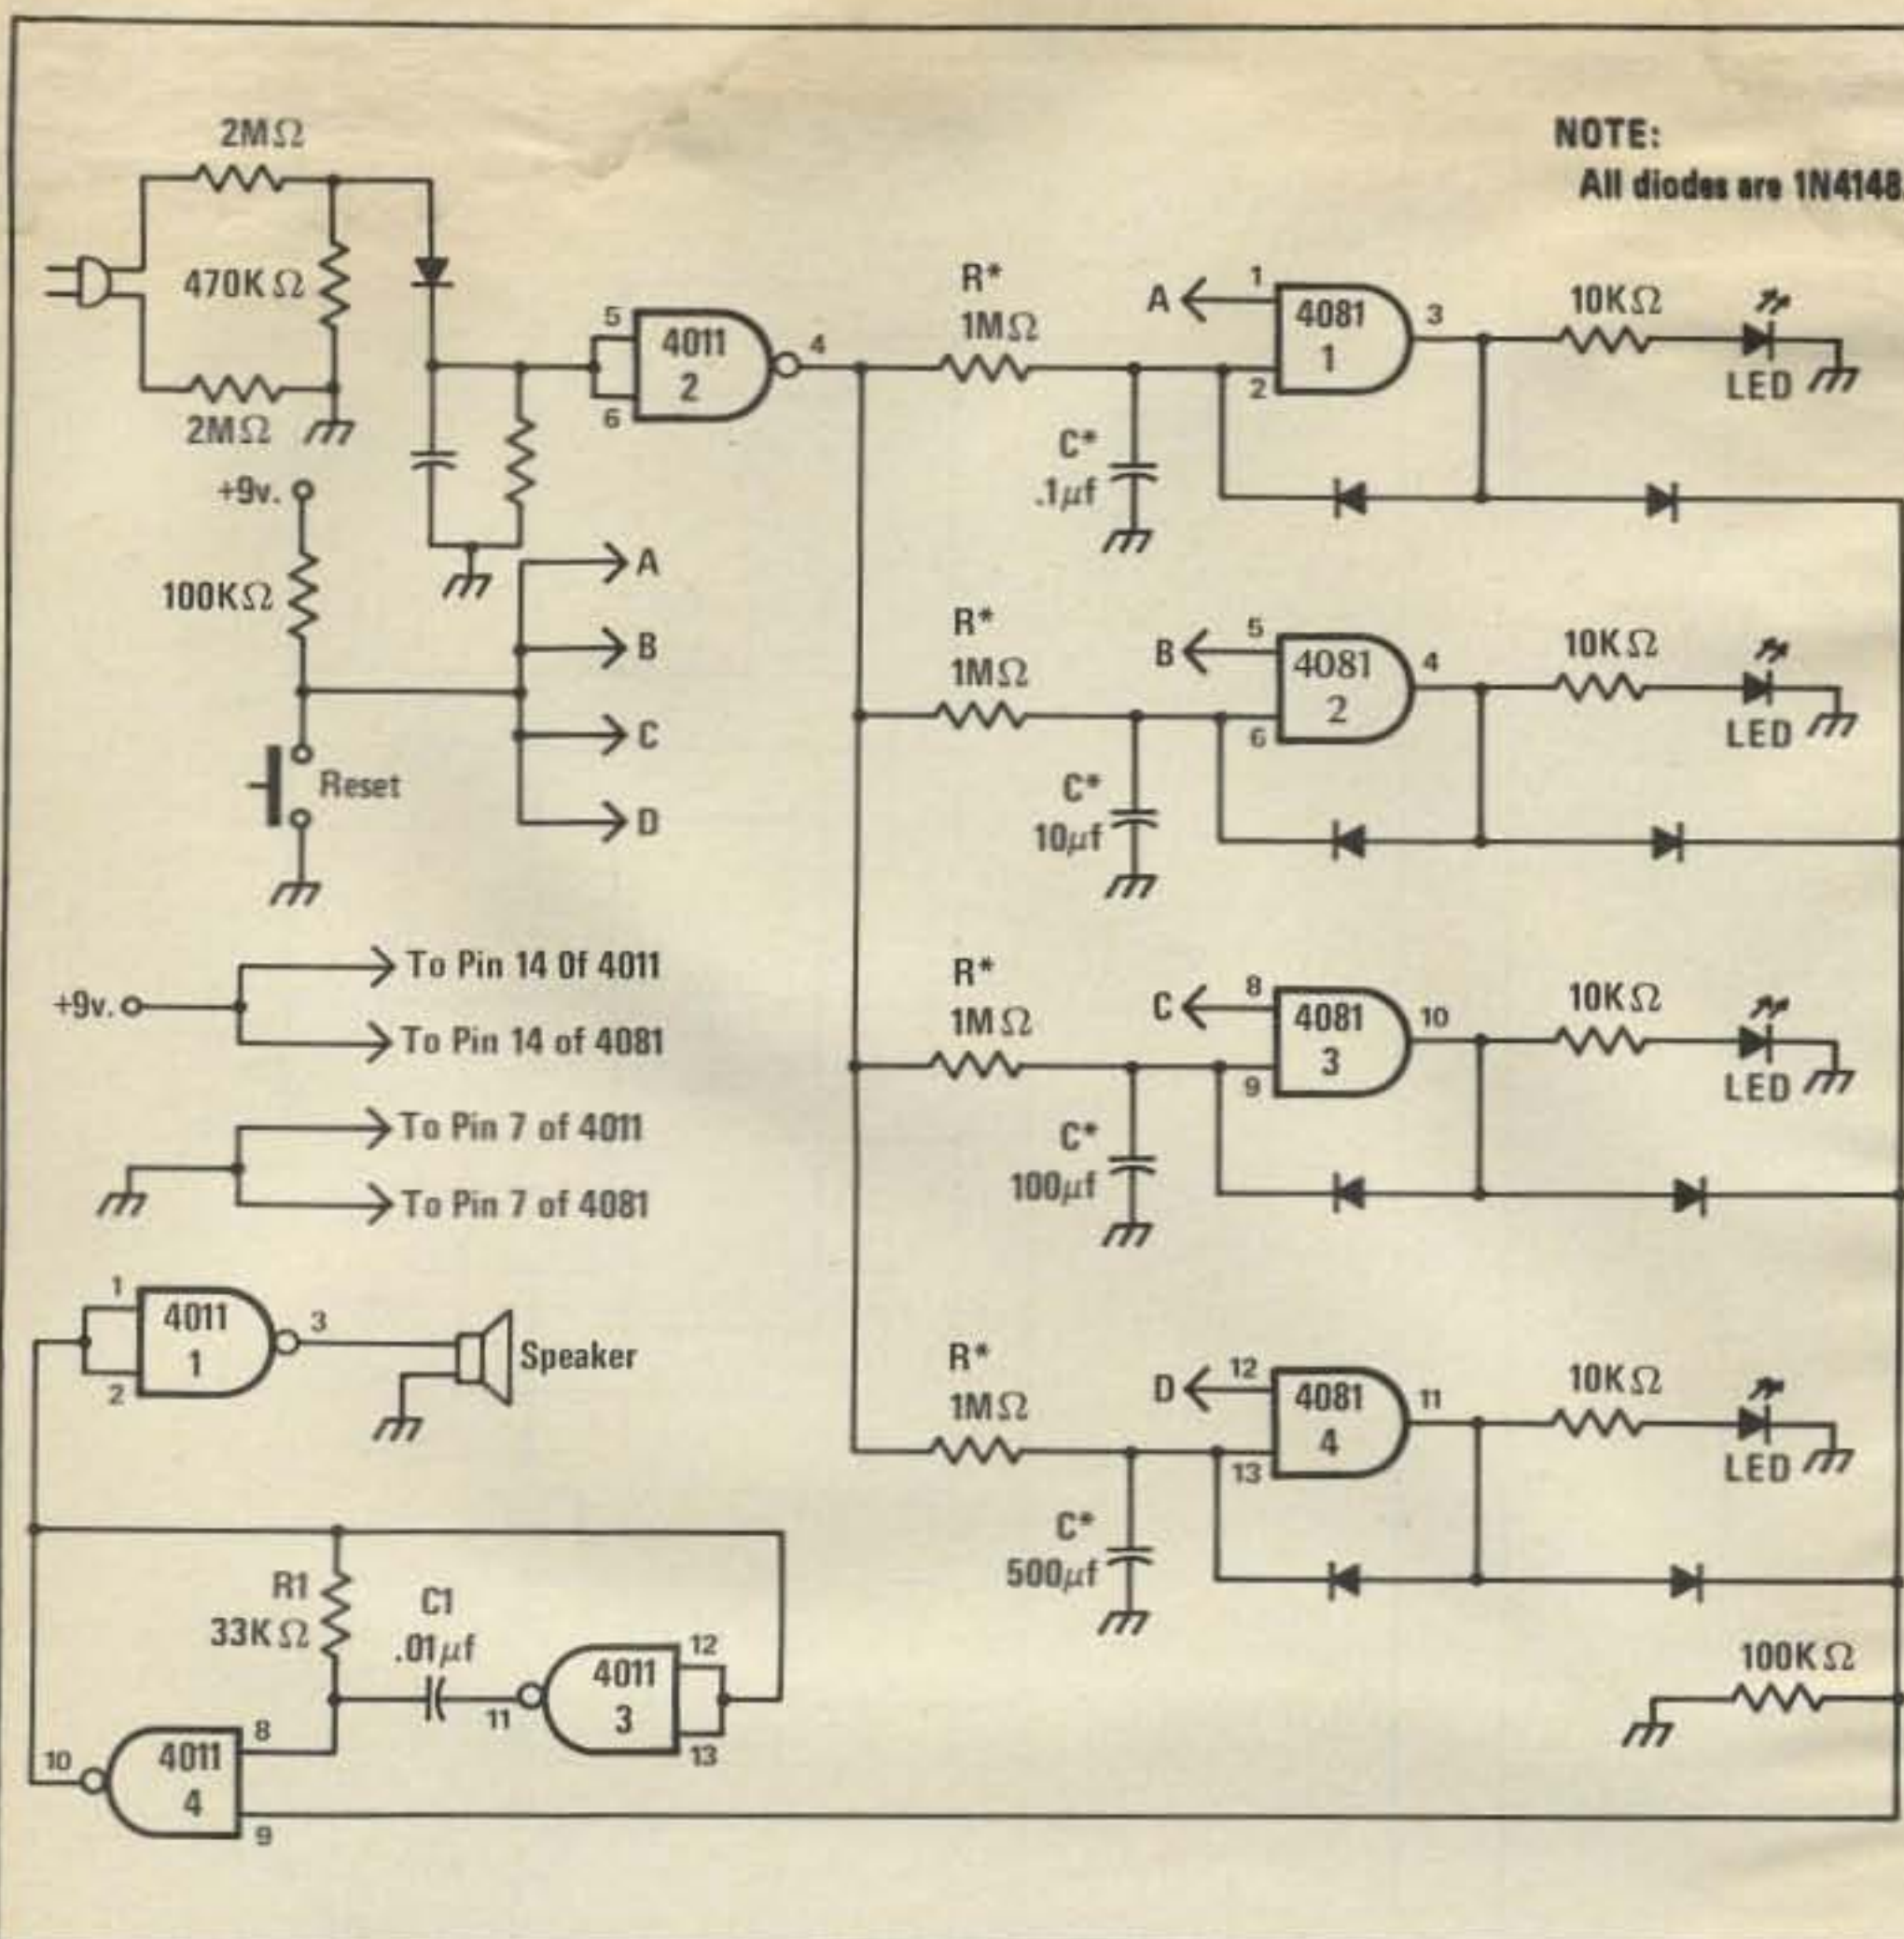 NOTE:
All diodes are 1N4148
2MΩ
470KΩ
2MΩ
+9v.
100KΩ
Reset
A
B
C
D
5
6
4011
2
4
R*
1MΩ
C*
.1µf
A
1
2
4081
1
3
10KΩ
LED
R*
1MΩ
C*
10µf
B
5
6
4081
2
4
10KΩ
LED
+9v.
To Pin 14 Of 4011
To Pin 14 of 4081
To Pin 7 of 4011
To Pin 7 of 4081
R*
1MΩ
C*
100µf
C
8
9
4081
3
10
10KΩ
LED
1
2
4011
1
3
Speaker
R*
1MΩ
C*
500µf
D
12
13
4081
4
11
10KΩ
LED
R1
33KΩ
C1
.01µf
11
4011
3
12
13
10
4011
4
8
9
100KΩ